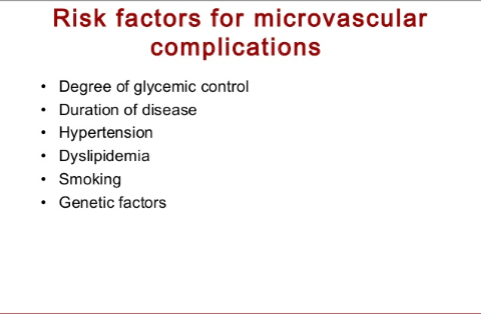 Risk factors for microvascular
complications
• Degree of glycemic control
• Duration of disease
• Hypertension
• Dyslipidemia
• Smoking
• Genetic factors